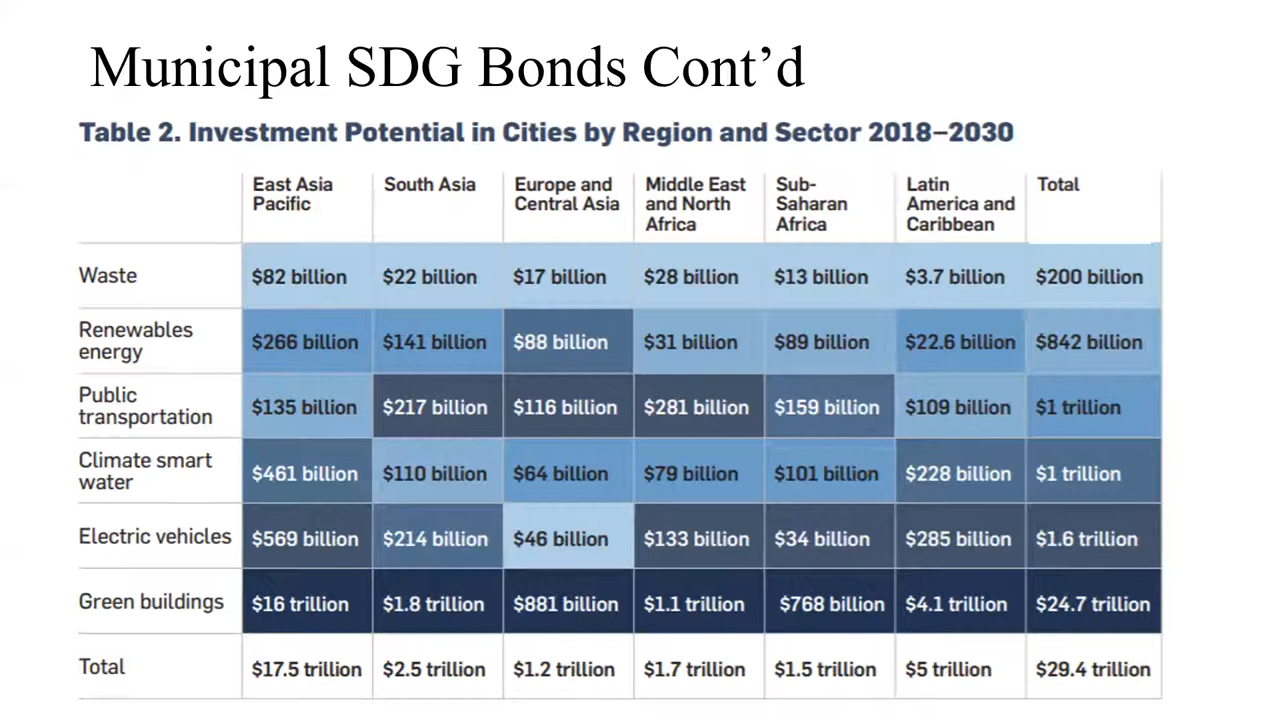 Municipal SDG Bonds Cont’d
Table 2. Investment Potential in Cities by Region and Sector 2018–2030
East Asia Pacific South Asia Europe and Central Asia Middle East and North Africa Sub-Saharan Africa Latin America and Caribbean Total
Waste $82 billion $22 billion $17 billion $28 billion $13 billion $3.7 billion $200 billion
Renewables energy $266 billion $141 billion $88 billion $31 billion $89 billion $22.6 billion $842 billion
Public transportation $135 billion $217 billion $116 billion $281 billion $159 billion $109 billion $1 trillion
Climate smart water $461 billion $110 billion $64 billion $79 billion $101 billion $228 billion $1 trillion
Electric vehicles $569 billion $214 billion $46 billion $133 billion $34 billion $285 billion $1.6 trillion
Green buildings $16 trillion $1.8 trillion $881 billion $1.1 trillion $768 billion $4.1 trillion $24.7 trillion
Total $17.5 trillion $2.5 trillion $1.2 trillion $1.7 trillion $1.5 trillion $5 trillion $29.4 trillion